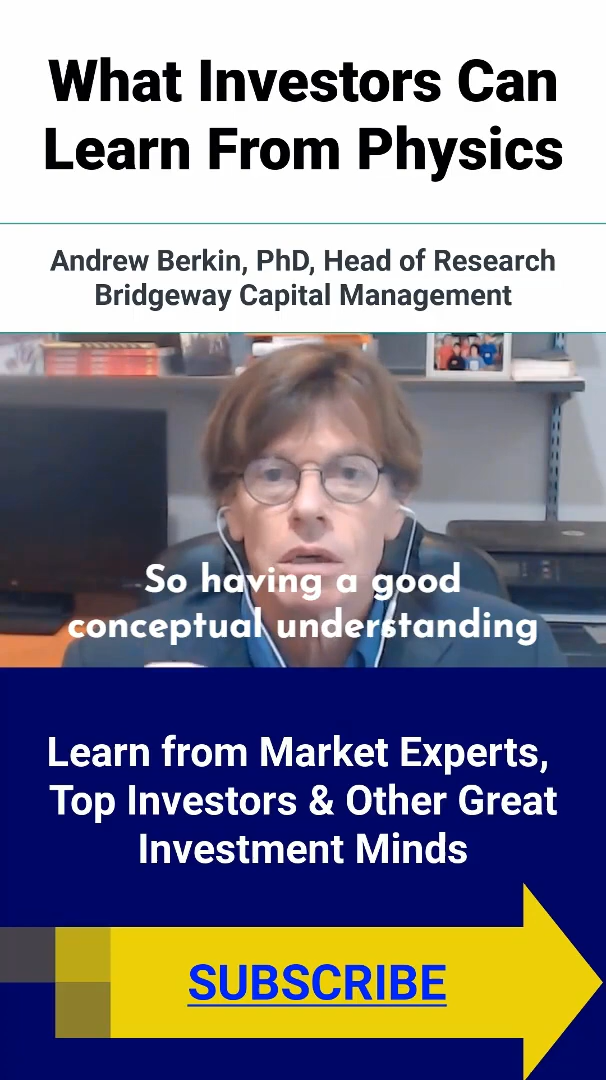 What Investors Can
Learn From Physics
Andrew Berkin, PhD, Head of Research
Bridgeway Capital Management
So having a good
conceptual understanding
Learn from Market Experts,
Top Investors & Other Great
Investment Minds
SUBSCRIBE